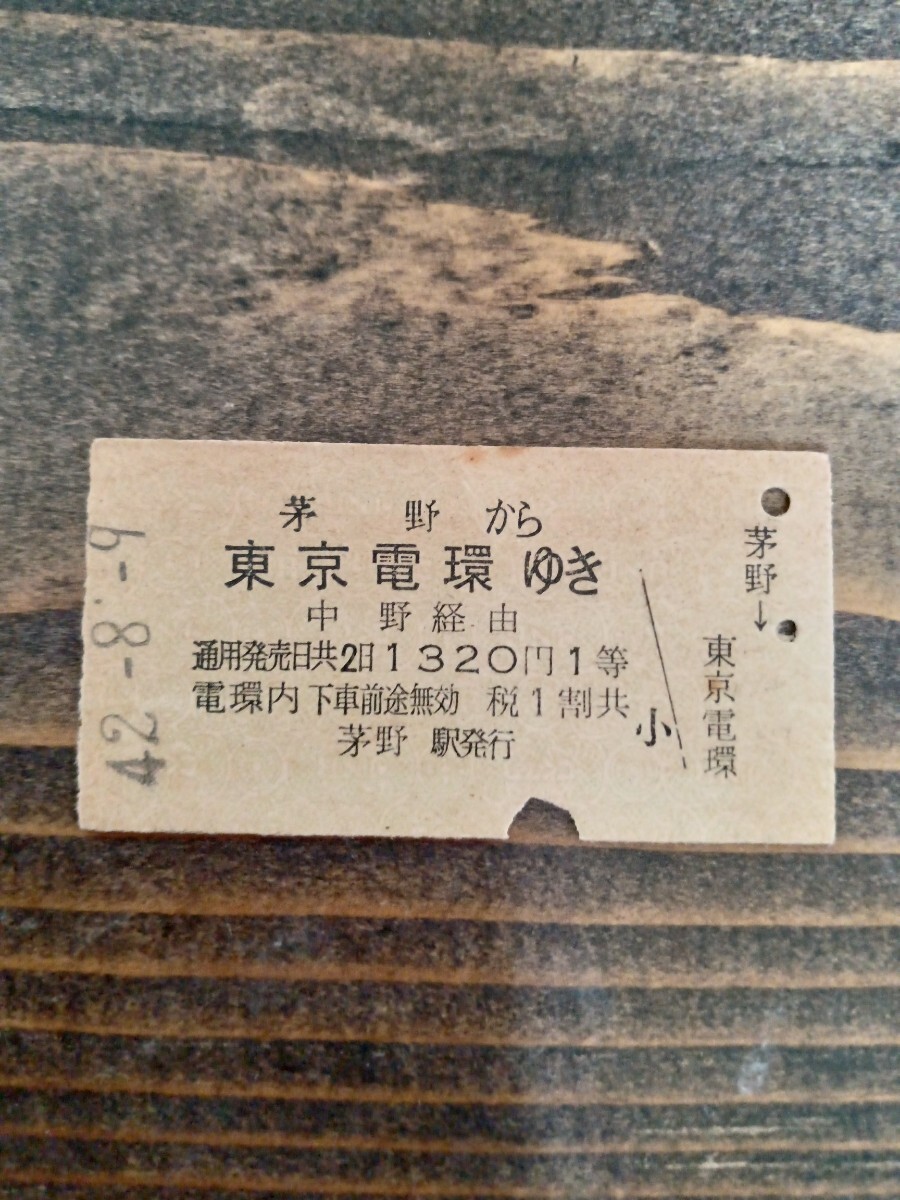 茅野から
東京電環ゆき
中野経由
通用発売日共2日1320円1等
電環内下車前途無効 税1割共
茅野駅発行
小
茅野→東京電環
42.-8.-9